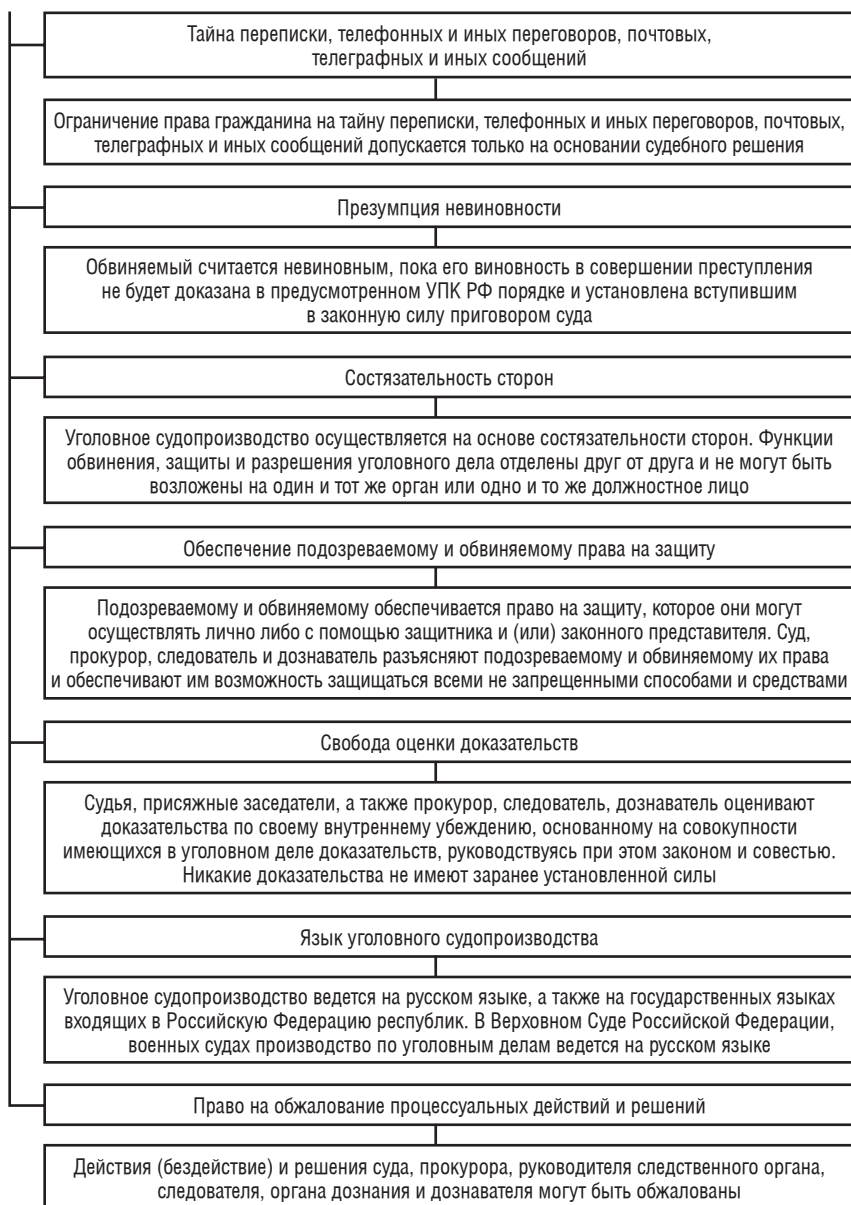 Тайна переписки, телефонных и иных переговоров, почтовых,
телеграфных и иных сообщений
Ограничение права гражданина на тайну переписки, телефонных и иных переговоров, почтовых,
телеграфных и иных сообщений допускается только на основании судебного решения
Презумпция невиновности
Обвиняемый считается невиновным, пока его виновность в совершении преступления
не будет доказана в предусмотренном УПК РФ порядке и установлена вступившим
в законную силу приговором суда
Состязательность сторон
Уголовное судопроизводство осуществляется на основе состязательности сторон. Функции
обвинения, защиты и разрешения уголовного дела отделены друг от друга и не могут быть
возложены на один и тот же орган или одно и то же должностное лицо
Обеспечение подозреваемому и обвиняемому права на защиту
Подозреваемому и обвиняемому обеспечивается право на защиту, которое они могут
осуществлять лично либо с помощью защитника и (или) законного представителя. Суд,
прокурор, следователь и дознаватель разъясняют подозреваемому и обвиняемому их права
и обеспечивают им возможность защищаться всеми не запрещенными способами и средствами
Свобода оценки доказательств
Судья, присяжные заседатели, а также прокурор, следователь, дознаватель оценивают
доказательства по своему внутреннему убеждению, основанному на совокупности
имеющихся в уголовном деле доказательств, руководствуясь при этом законом и совестью.
Никакие доказательства не имеют заранее установленной силы
Язык уголовного судопроизводства
Уголовное судопроизводство ведется на русском языке, а также на государственных языках
входящих в Российскую Федерацию республик. В Верховном Суде Российской Федерации,
военных судах производство по уголовным делам ведется на русском языке
Право на обжалование процессуальных действий и решений
Действия (бездействие) и решения суда, прокурора, руководителя следственного органа,
следователя, органа дознания и дознавателя могут быть обжалованы